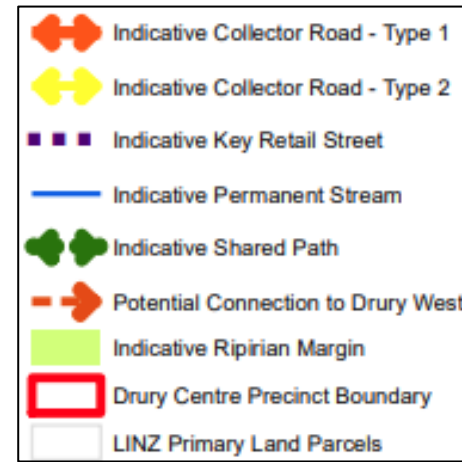 Indicative Collector Road - Type 1
Indicative Collector Road - Type 2
Indicative Key Retail Street
Indicative Permanent Stream
Indicative Shared Path
Potential Connection to Drury West
Indicative Ripirian Margin
Drury Centre Precinct Boundary
LINZ Primary Land Parcels